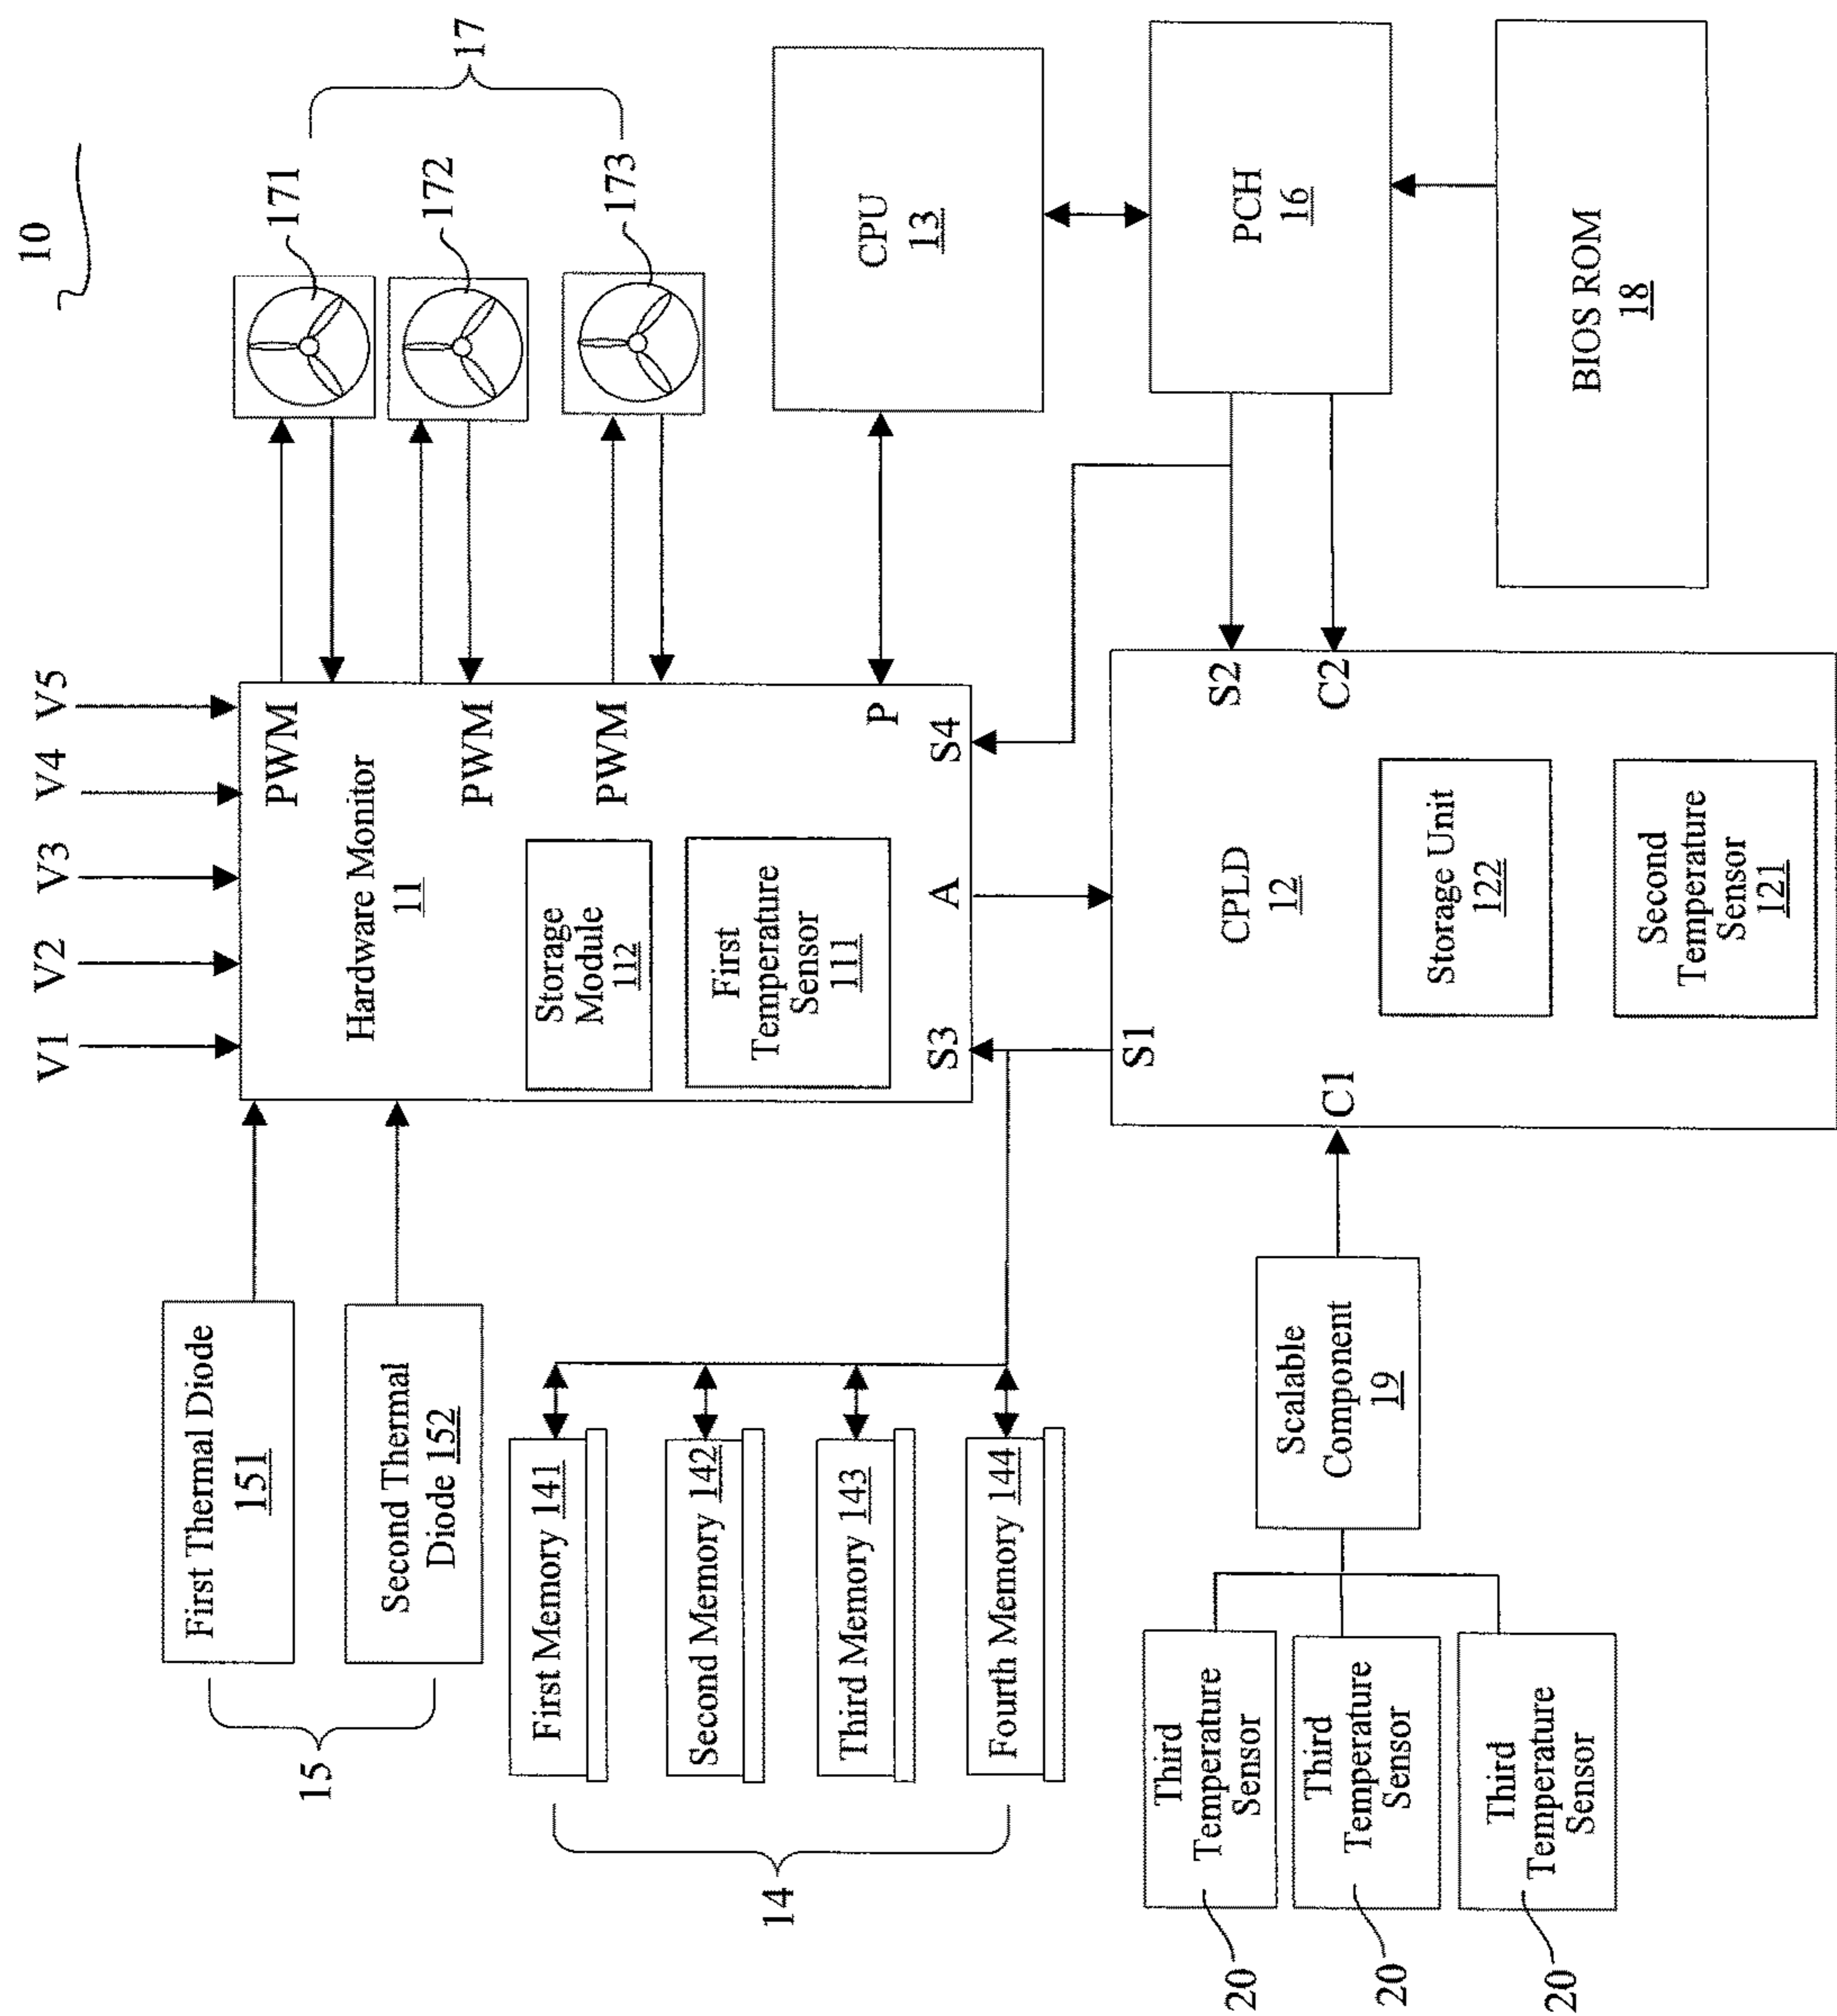 10
V1
V2
V3
V4
V5
First Thermal Diode
151
Second Thermal
Diode 152
15
Hardware Monitor
11
PWM
PWM
PWM
171
172
173
17
Storage
Module
112
First
Temperature
Sensor
111
S3
A
S4
P
First Memory 141
Second Memory 142
Third Memory 143
Fourth Memory 144
14
CPU
13
PCH
16
BIOS ROM
18
S1
S2
C1
C2
CPLD
12
Storage Unit
122
Second
Temperature
Sensor
121
Scalable
Component
19
Third
Temperature
Sensor
20
Third
Temperature
Sensor
20
Third
Temperature
Sensor
20